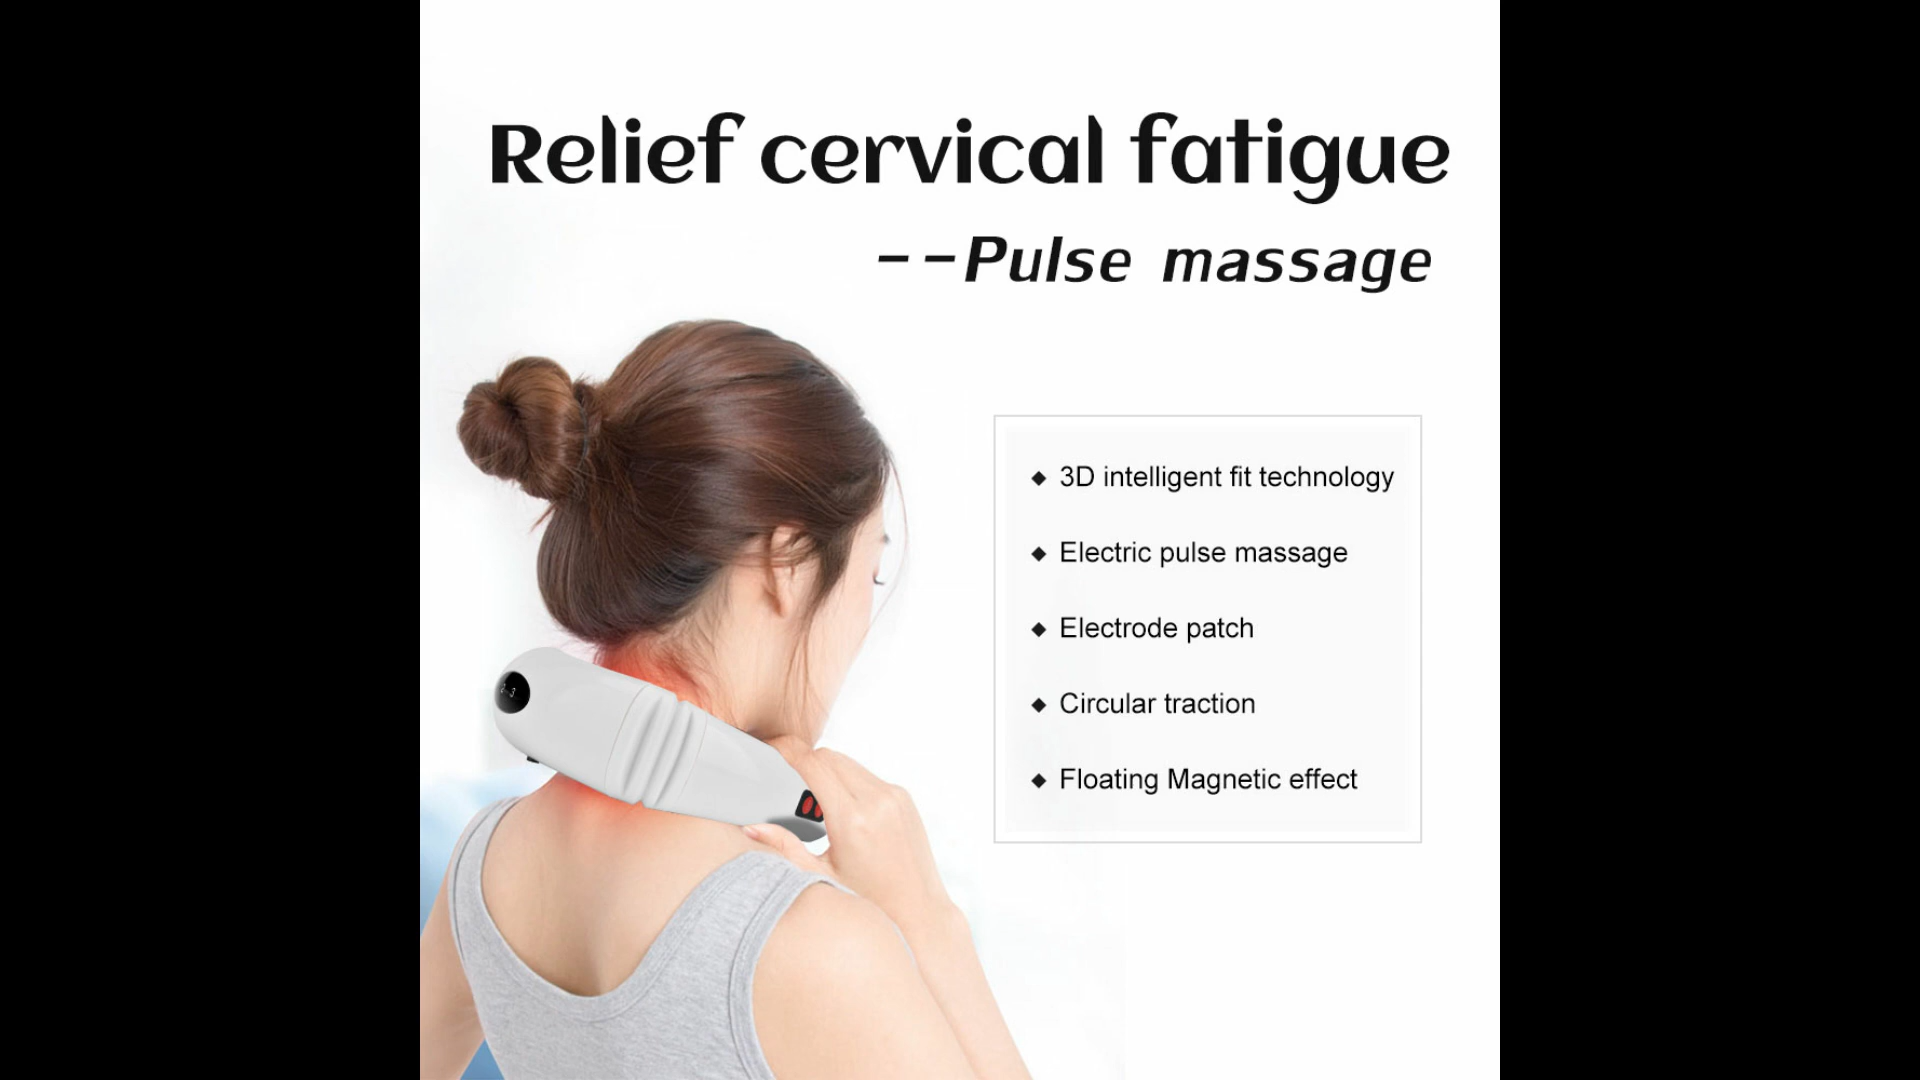 Relief cervical fatigue
--Pulse massage
◆ 3D intelligent fit technology
◆ Electric pulse massage
◆ Electrode patch
◆ Circular traction
◆ Floating Magnetic effect